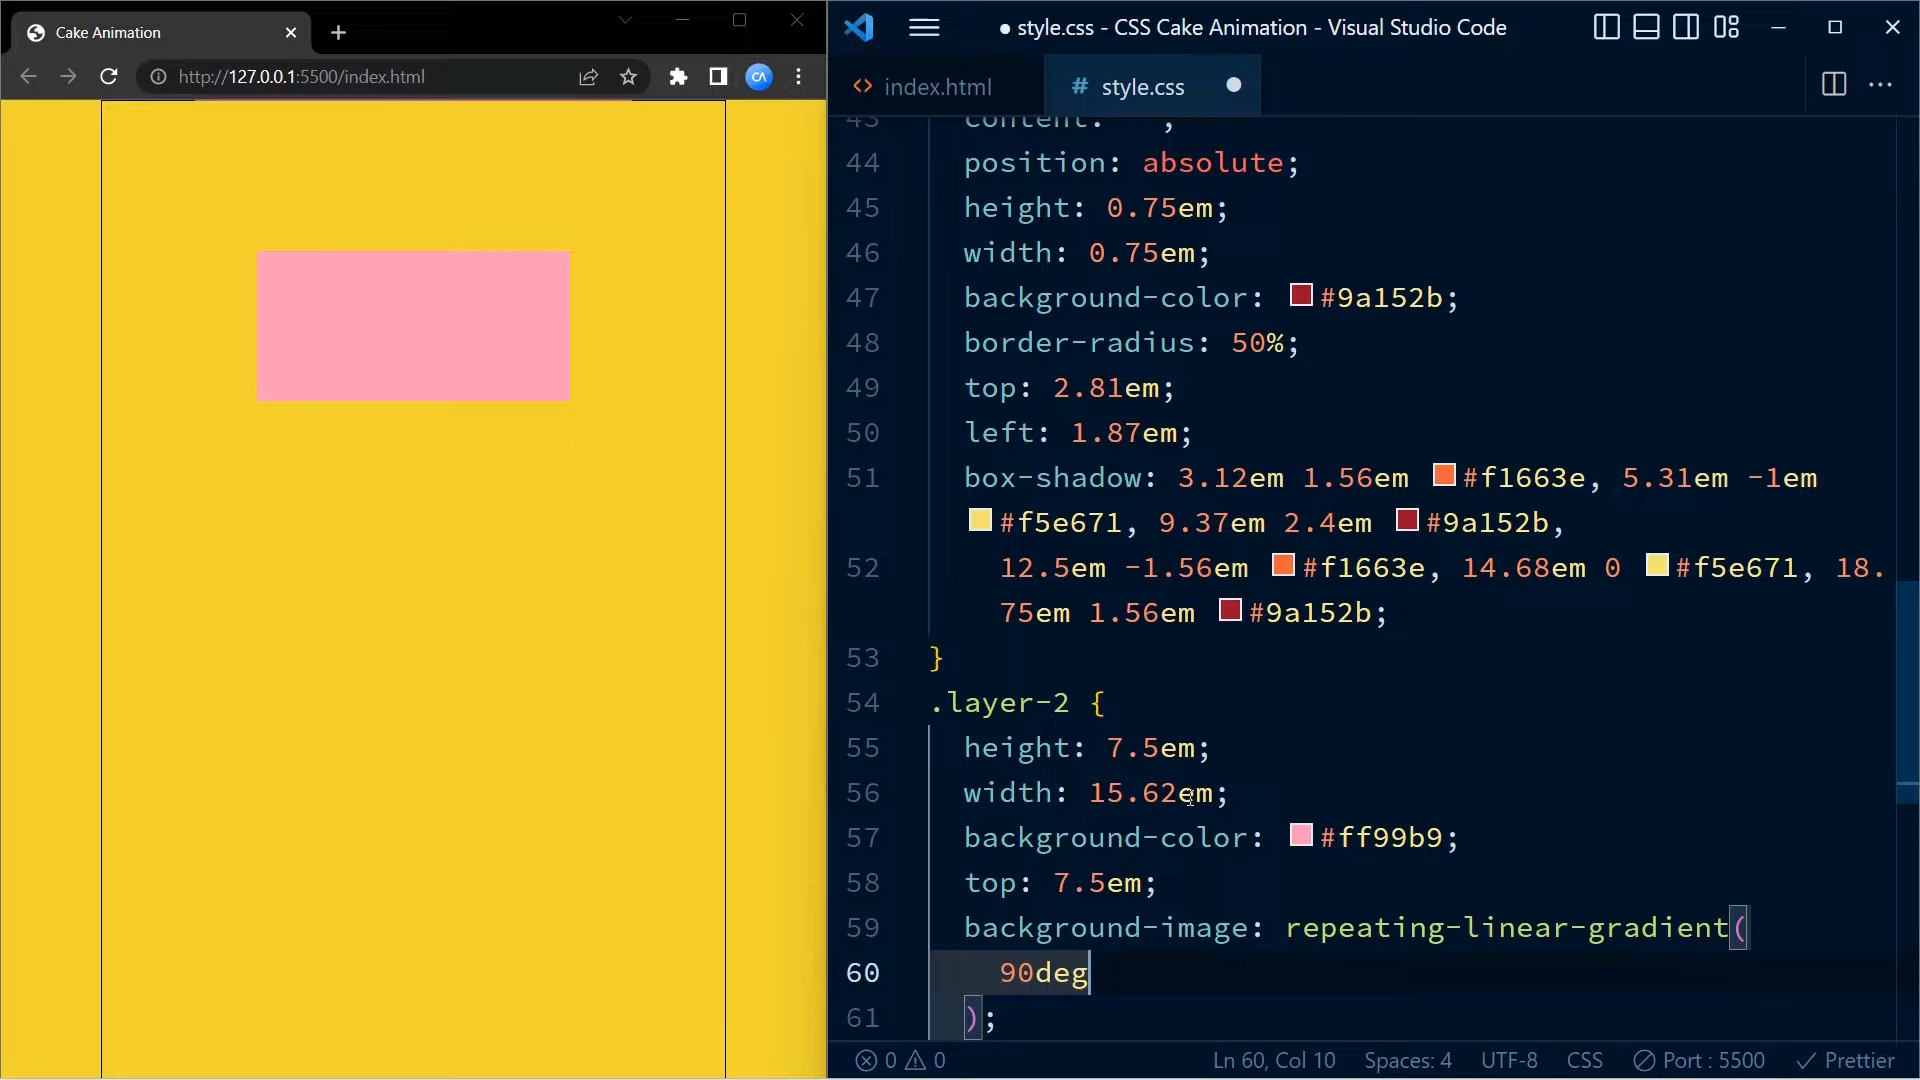 Cake Animation
http://127.0.0.1:5500/index.html
CA
● style.css - CSS Cake Animation - Visual Studio Code
<> index.html
# style.css
43 content: " ";
44 position: absolute;
45 height: 0.75em;
46 width: 0.75em;
47 background-color: #9a152b;
48 border-radius: 50%;
49 top: 2.81em;
50 left: 1.87em;
51 box-shadow: 3.12em 1.56em #f1663e, 5.31em -1em
#f5e671, 9.37em 2.4em #9a152b,
52 12.5em -1.56em #f1663e, 14.68em 0 #f5e671, 18.
75em 1.56em #9a152b;
53 }
54 .layer-2 {
55 height: 7.5em;
56 width: 15.62em;
57 background-color: #ff99b9;
58 top: 7.5em;
59 background-image: repeating-linear-gradient(
60 90deg
61 );
0 0 Ln 60, Col 10 Spaces: 4 UTF-8 CSS Port : 5500 Prettier